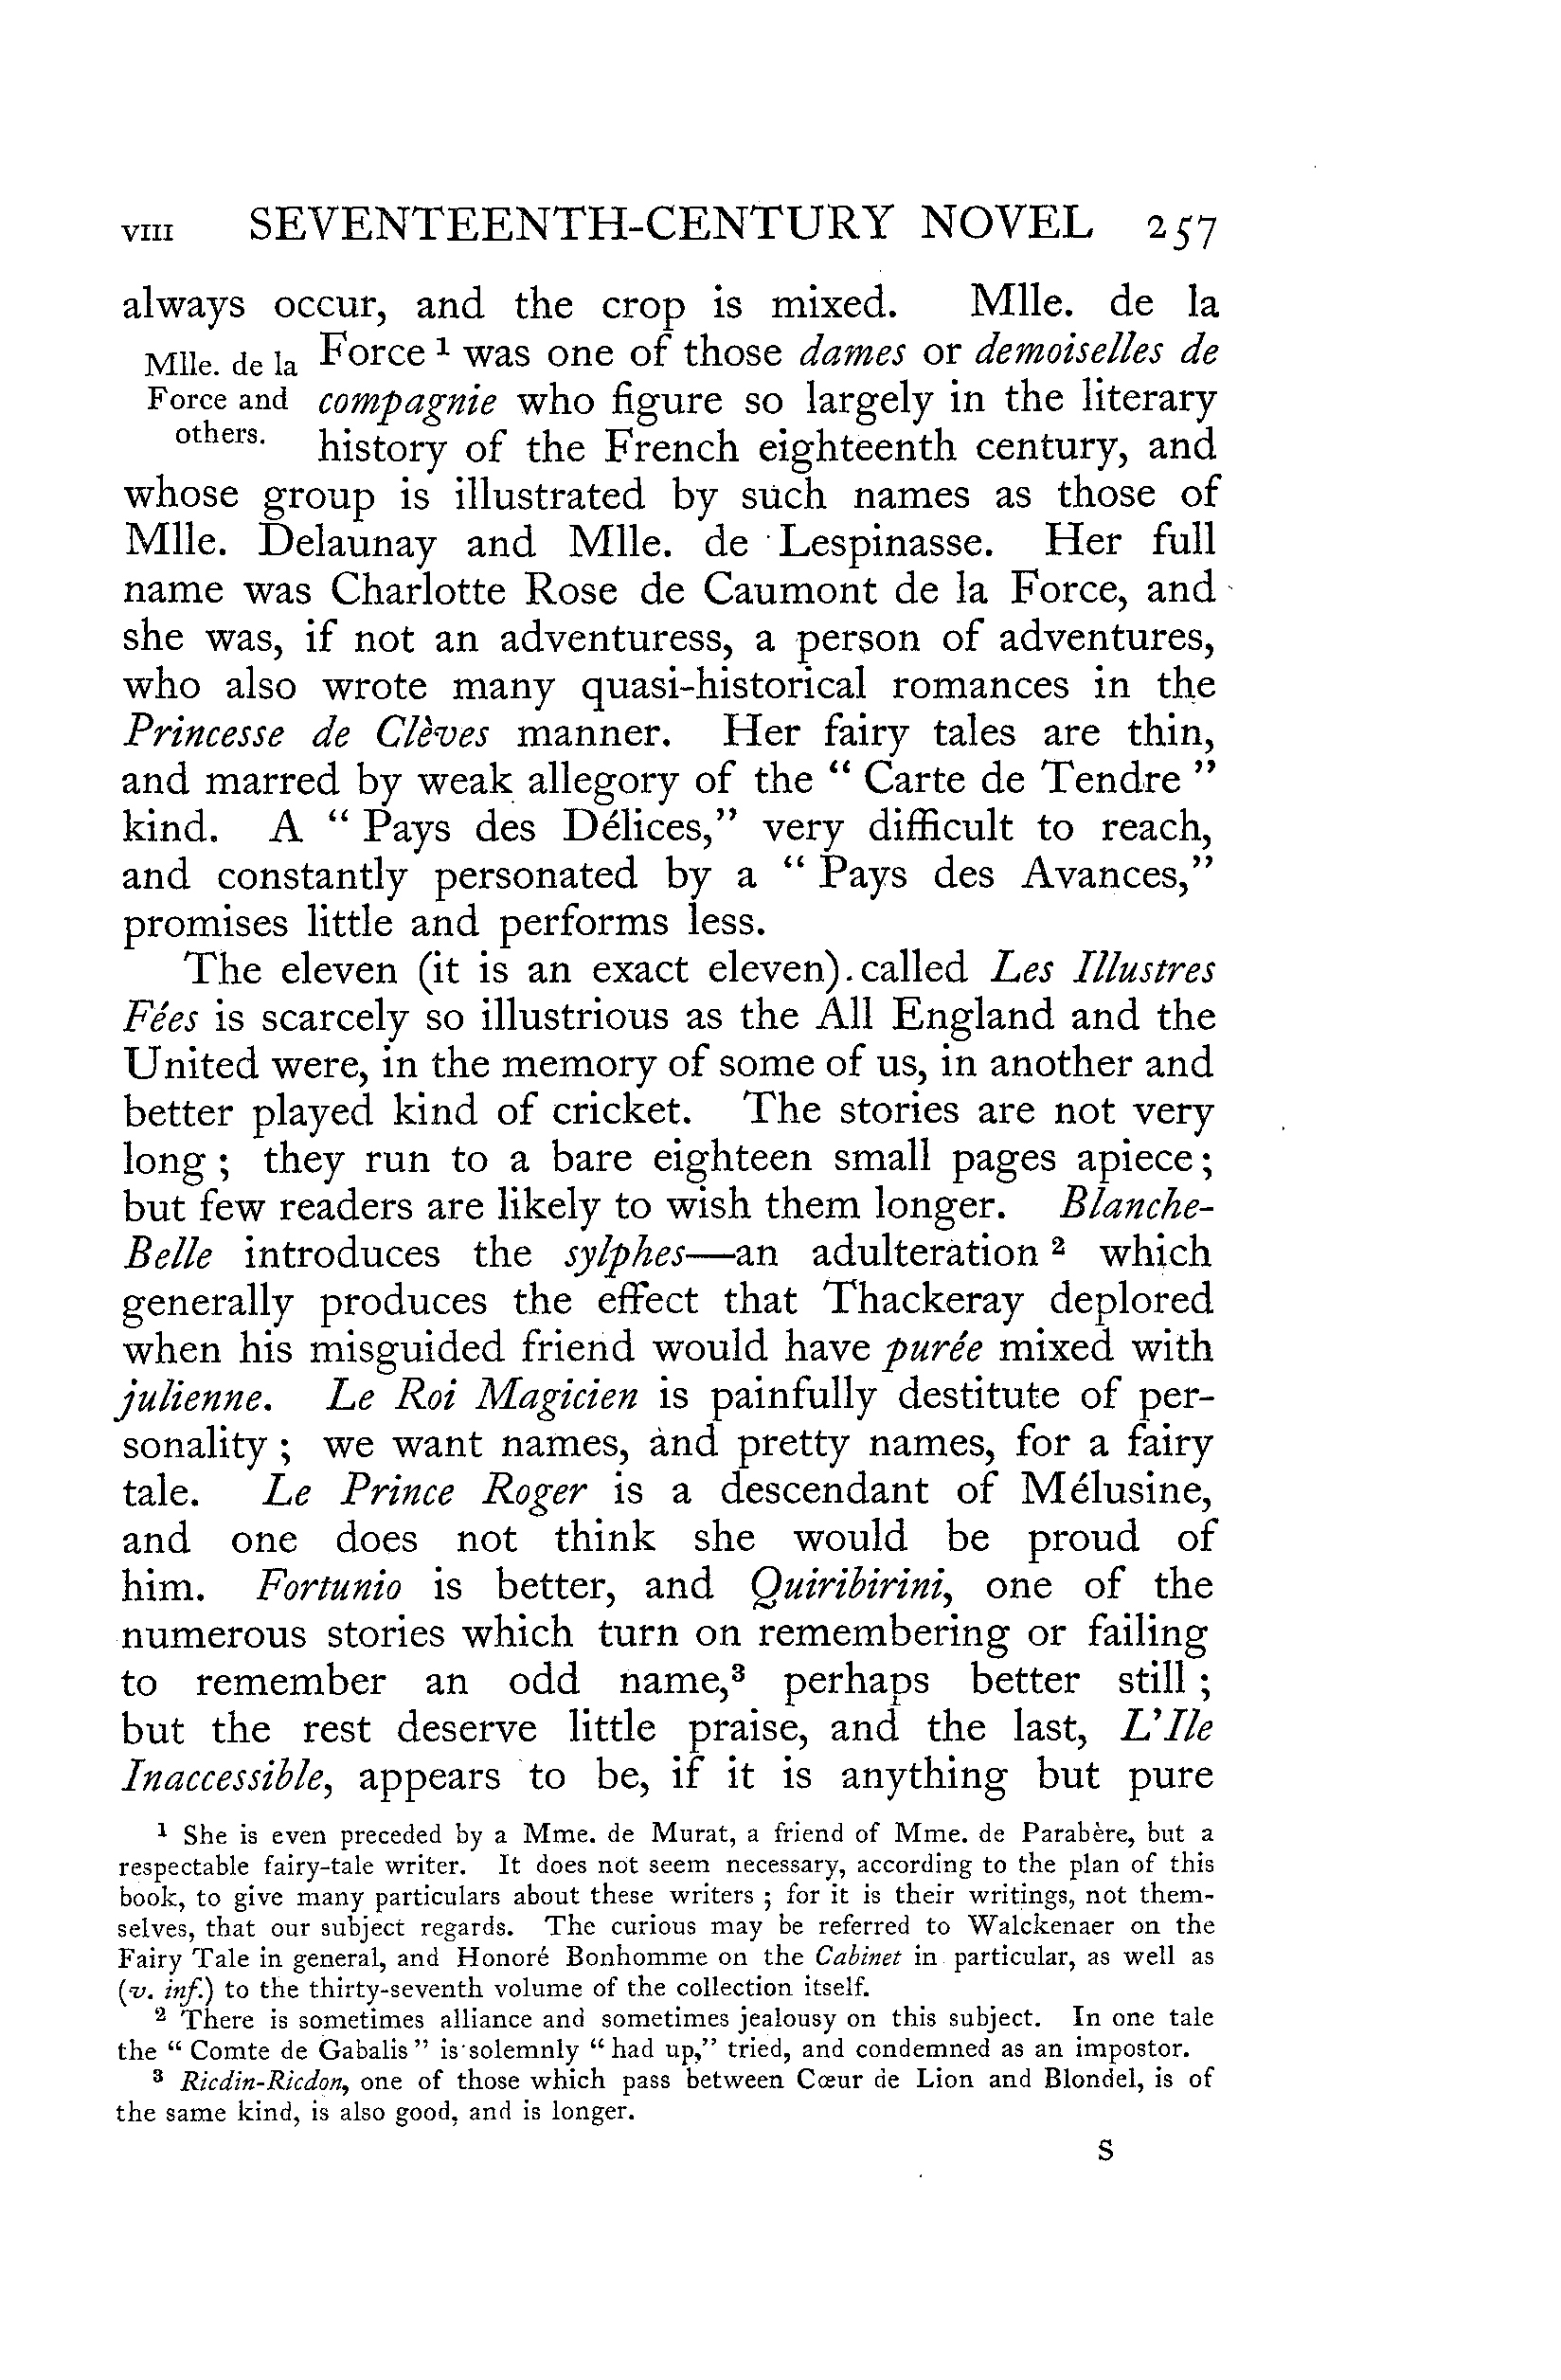 VIII SEVENTEENTH-CENTURY NOVEL 257
always occur, and the crop is mixed. Mlle. de la
Mlle. de la Force and others.
Force ¹ was one of those dames or demoiselles de
compagnie who figure so largely in the literary
history of the French eighteenth century, and
whose group is illustrated by such names as those of
Mlle. Delaunay and Mlle. de Lespinasse. Her full
name was Charlotte Rose de Caumont de la Force, and
she was, if not an adventuress, a person of adventures,
who also wrote many quasi-historical romances in the
Princesse de Clèves manner. Her fairy tales are thin,
and marred by weak allegory of the “ Carte de Tendre ”
kind. A “ Pays des Délices,” very difficult to reach,
and constantly personated by a “ Pays des Avances,”
promises little and performs less.
The eleven (it is an exact eleven) called Les Illustres
Fées is scarcely so illustrious as the All England and the
United were, in the memory of some of us, in another and
better played kind of cricket. The stories are not very
long ; they run to a bare eighteen small pages apiece ;
but few readers are likely to wish them longer. Blanche-
Belle introduces the sylphes—an adulteration ² which
generally produces the effect that Thackeray deplored
when his misguided friend would have purée mixed with
julienne. Le Roi Magicien is painfully destitute of per-
sonality ; we want names, and pretty names, for a fairy
tale. Le Prince Roger is a descendant of Mélusine,
and one does not think she would be proud of
him. Fortunio is better, and Quiribirini, one of the
numerous stories which turn on remembering or failing
to remember an odd name,³ perhaps better still ;
but the rest deserve little praise, and the last, L’Ile
Inaccessible, appears to be, if it is anything but pure
¹ She is even preceded by a Mme. de Murat, a friend of Mme. de Parabère, but a
respectable fairy-tale writer. It does not seem necessary, according to the plan of this
book, to give many particulars about these writers ; for it is their writings, not them-
selves, that our subject regards. The curious may be referred to Walckenaer on the
Fairy Tale in general, and Honoré Bonhomme on the Cabinet in particular, as well as
(v. inf.) to the thirty-seventh volume of the collection itself.
² There is sometimes alliance and sometimes jealousy on this subject. In one tale
the “ Comte de Gabalis ” is solemnly “ had up,” tried, and condemned as an impostor.
³ Ricdin-Ricdon, one of those which pass between Cœur de Lion and Blondel, is of
the same kind, is also good, and is longer.
S